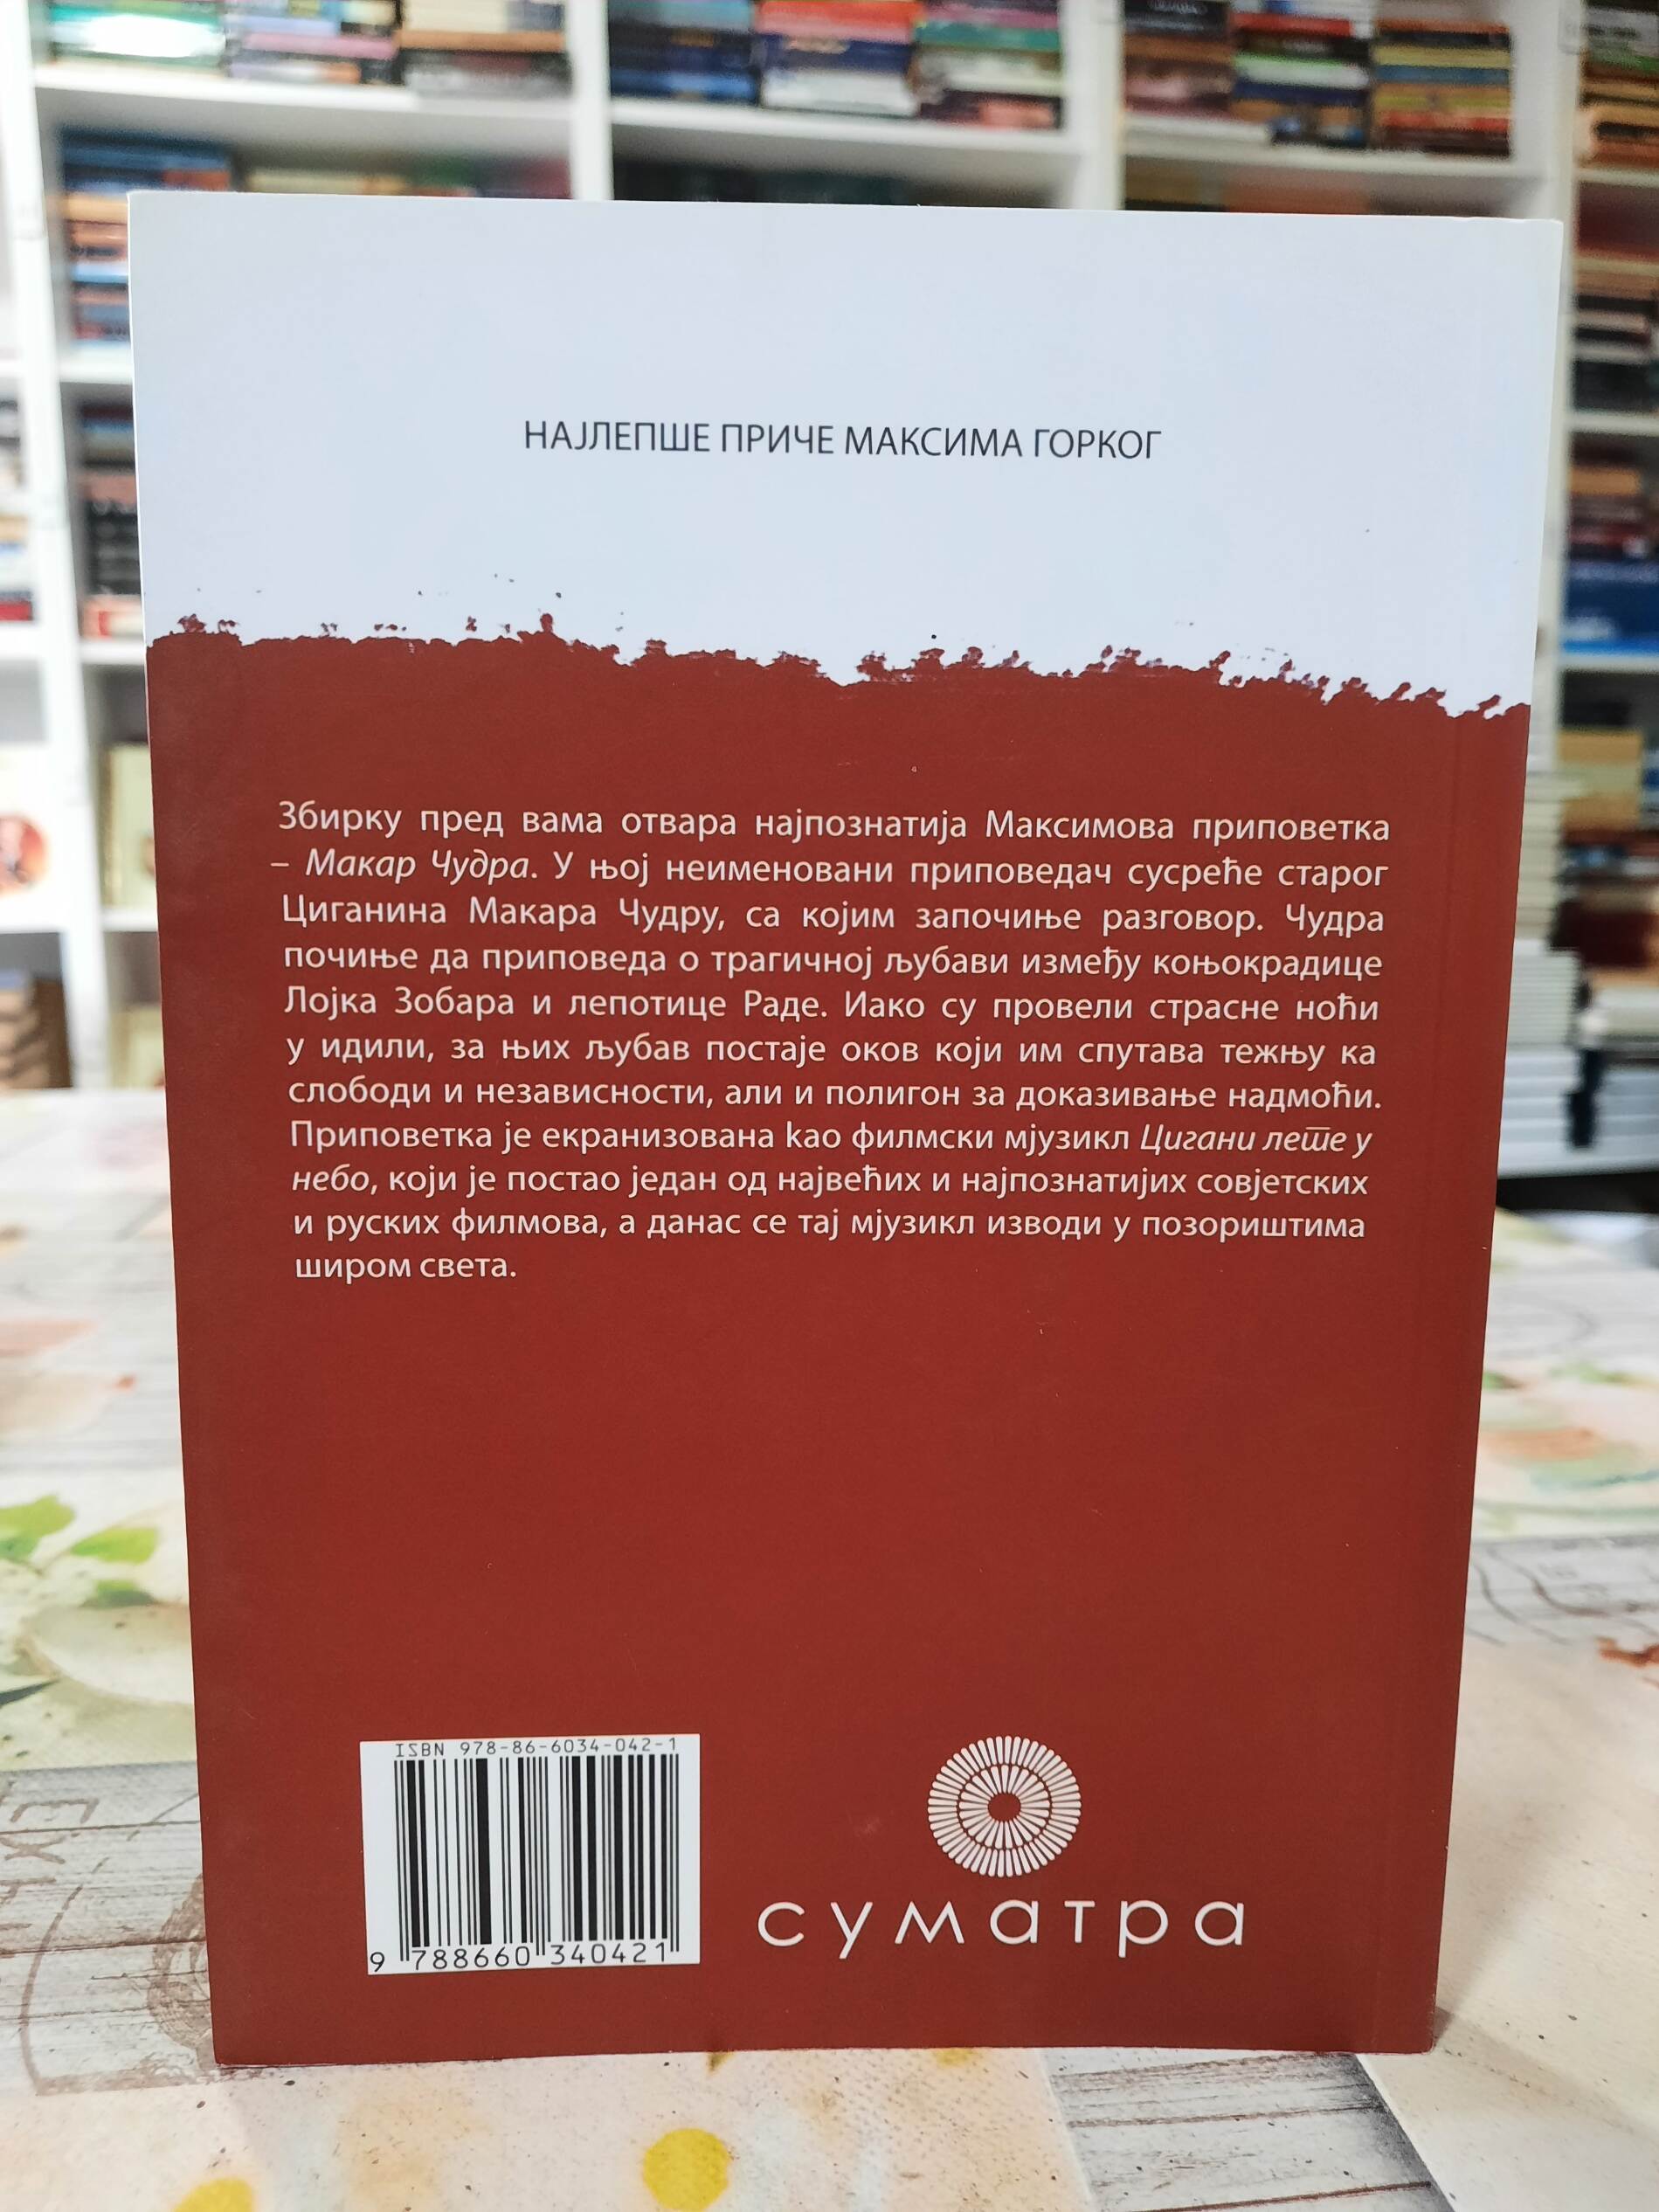 НАЈЛЕПШЕ ПРИЧЕ МАКСИМА ГОРКОГ
Збирку пред вама отвара најпознатија Максимова приповетка
– Макар Чудра. У њој неименовани приповедач сусреће старог
Циганина Макара Чудру, са којим започиње разговор. Чудра
почиње да приповеда о трагичној љубави између коњокрадице
Лојка Зобара и лепотице Раде. Иако су провели страсне ноћи
у идили, за њих љубав постаје оков који им спутава тежњу ка
слободи и независности, али и полигон за доказивање надмоћи.
Приповетка је екранизована kао филмски мјузикл Цигани лете у
небо, који је постао један од највећих и најпознатијих совјетских
и руских филмова, а данас се тај мјузикл изводи у позориштима
широм света.
ISBN 978-86-6034-042-1
9 788660 340421
суматра